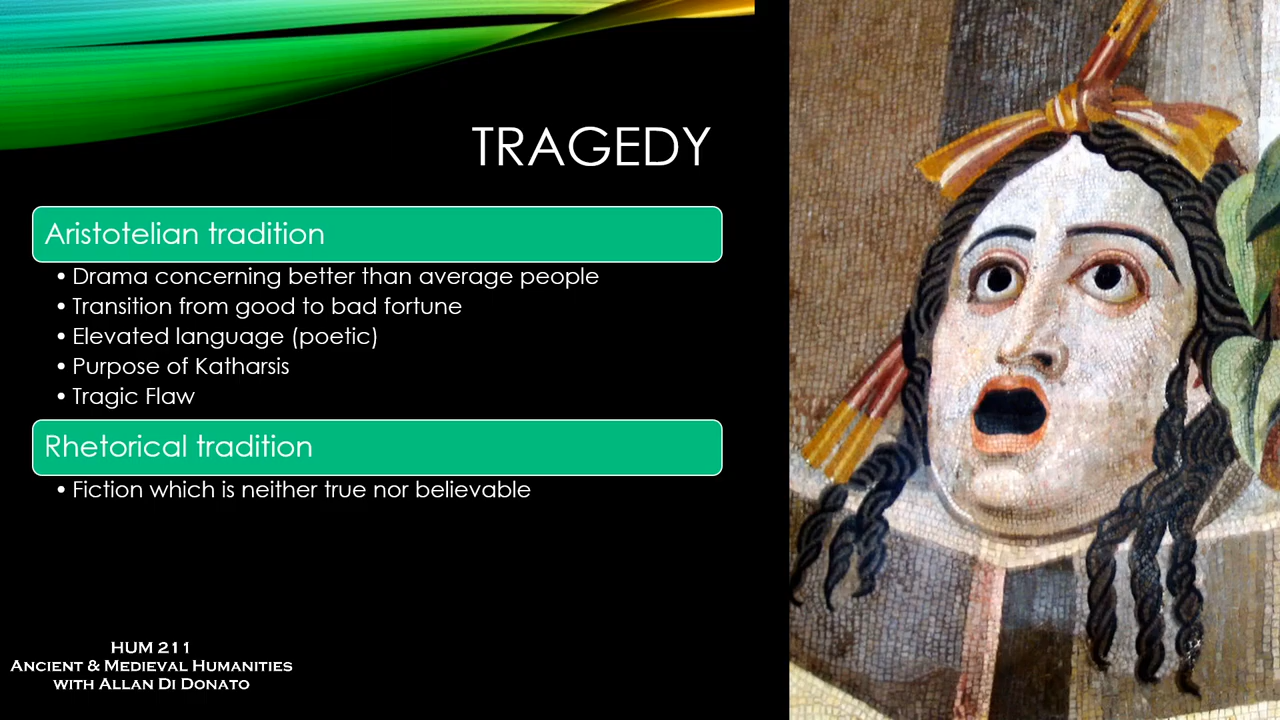 TRAGEDY
Aristotelian tradition
• Drama concerning better than average people
• Transition from good to bad fortune
• Elevated language (poetic)
• Purpose of Katharsis
• Tragic Flaw
Rhetorical tradition
• Fiction which is neither true nor believable
HUM 211
Ancient & Medieval Humanities
with Allan Di Donato